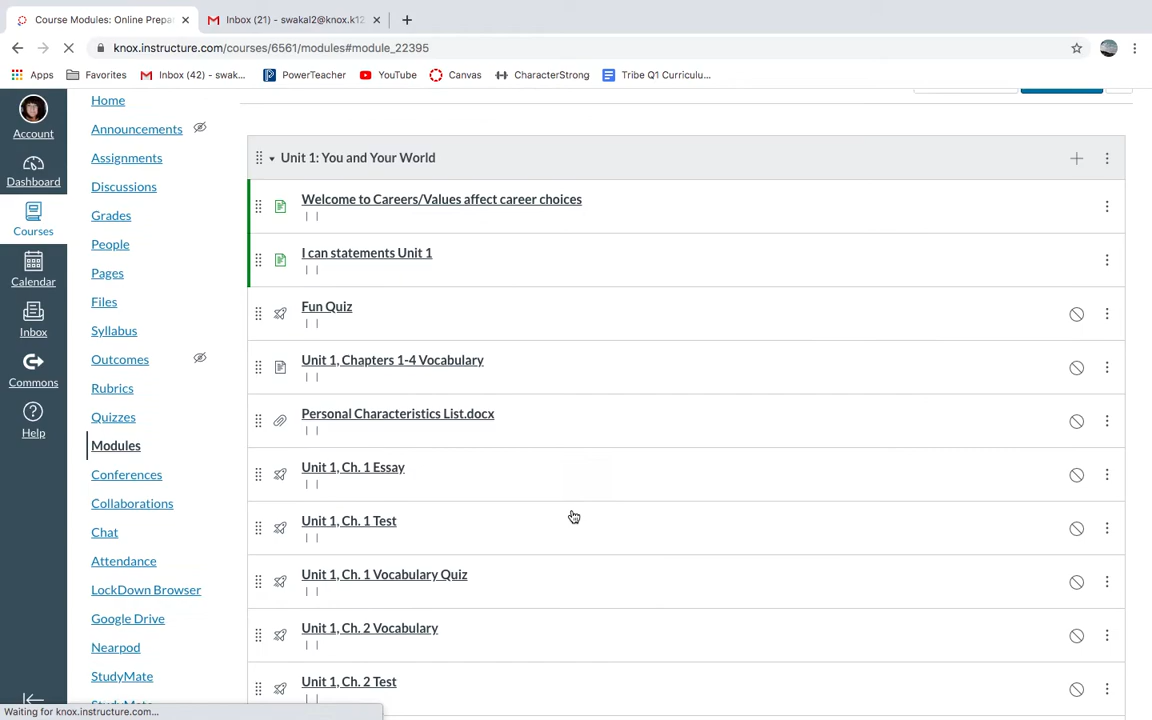 Course Modules: Online Prepa
Inbox (21) - swakal2@knox.k12
knox.instructure.com/courses/6561/modules#module_22395
Apps
Favorites
Inbox (42) - swak...
PowerTeacher
YouTube
Canvas
CharacterStrong
Tribe Q1 Curriculu...
Account
Dashboard
Courses
Calendar
Inbox
Commons
Help
Home
Announcements
Assignments
Discussions
Grades
People
Pages
Files
Syllabus
Outcomes
Rubrics
Quizzes
Modules
Conferences
Collaborations
Chat
Attendance
LockDown Browser
Google Drive
Nearpod
StudyMate
Unit 1: You and Your World
Welcome to Careers/Values affect career choices
| |
I can statements Unit 1
| |
Fun Quiz
| |
Unit 1, Chapters 1-4 Vocabulary
| |
Personal Characteristics List.docx
| |
Unit 1, Ch. 1 Essay
| |
Unit 1, Ch. 1 Test
| |
Unit 1, Ch. 1 Vocabulary Quiz
| |
Unit 1, Ch. 2 Vocabulary
| |
Unit 1, Ch. 2 Test
| |
Waiting for knox.instructure.com...